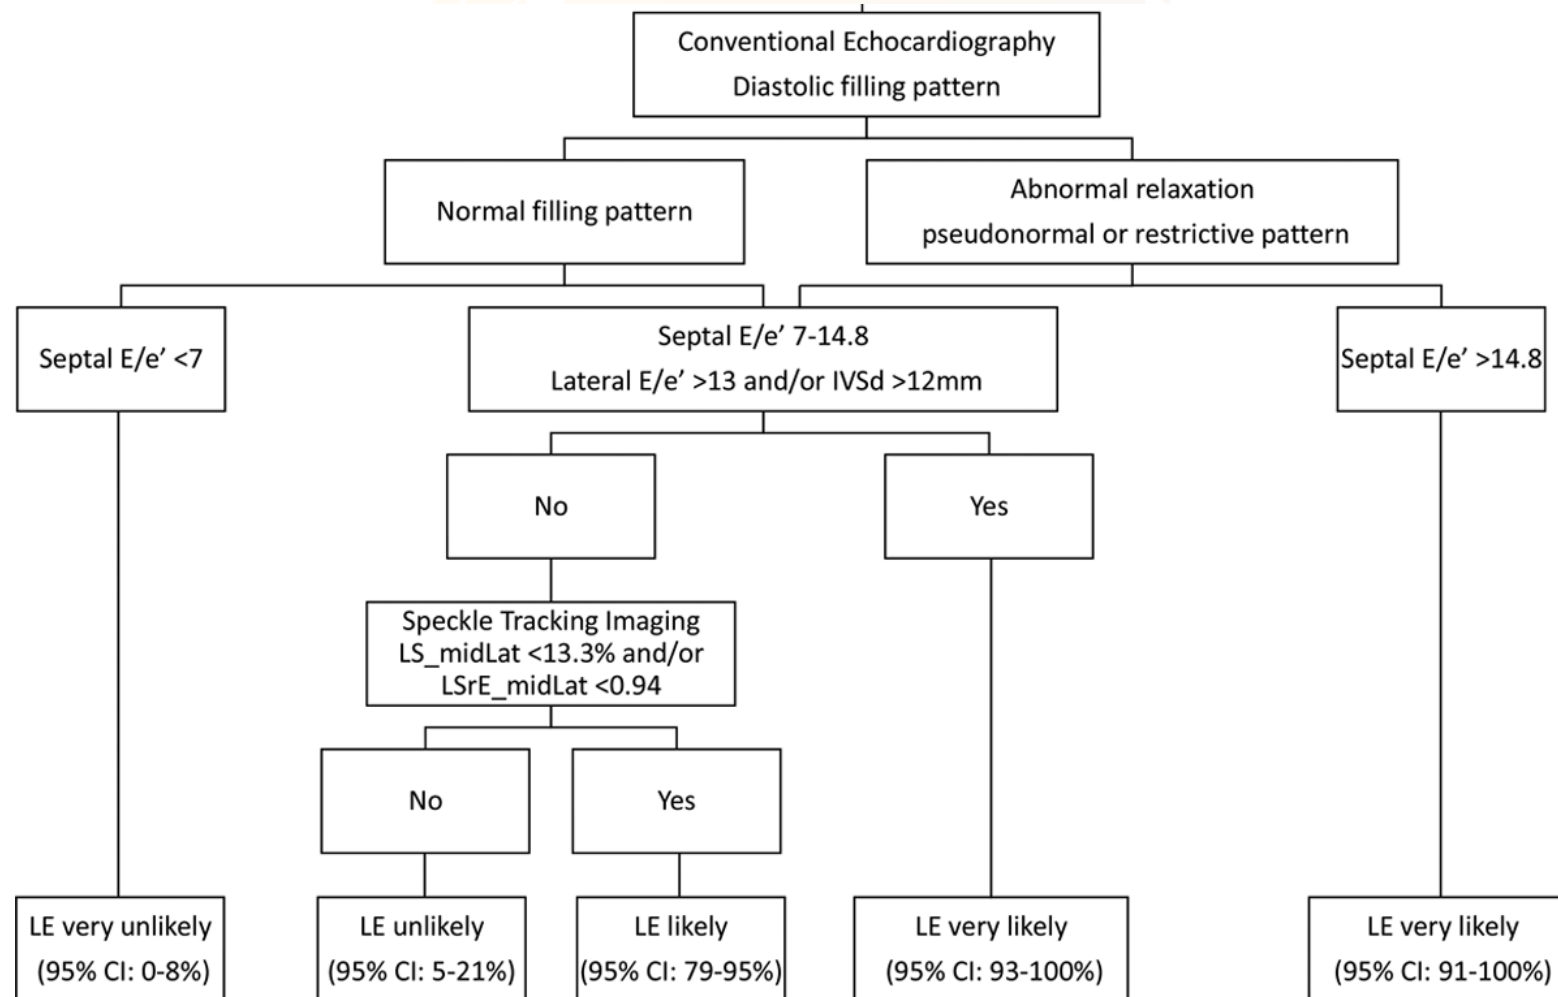 Conventional Echocardiography
Diastolic filling pattern
Normal filling pattern
Abnormal relaxation
pseudonormal or restrictive pattern
Septal E/e’ <7
Septal E/e’ 7-14.8
Lateral E/e’ >13 and/or IVSd >12mm
Septal E/e’ >14.8
No
Yes
Speckle Tracking Imaging
LS_midLat <13.3% and/or
LSrE_midLat <0.94
No
Yes
LE very unlikely
(95% CI: 0-8%)
LE unlikely
(95% CI: 5-21%)
LE likely
(95% CI: 79-95%)
LE very likely
(95% CI: 93-100%)
LE very likely
(95% CI: 91-100%)